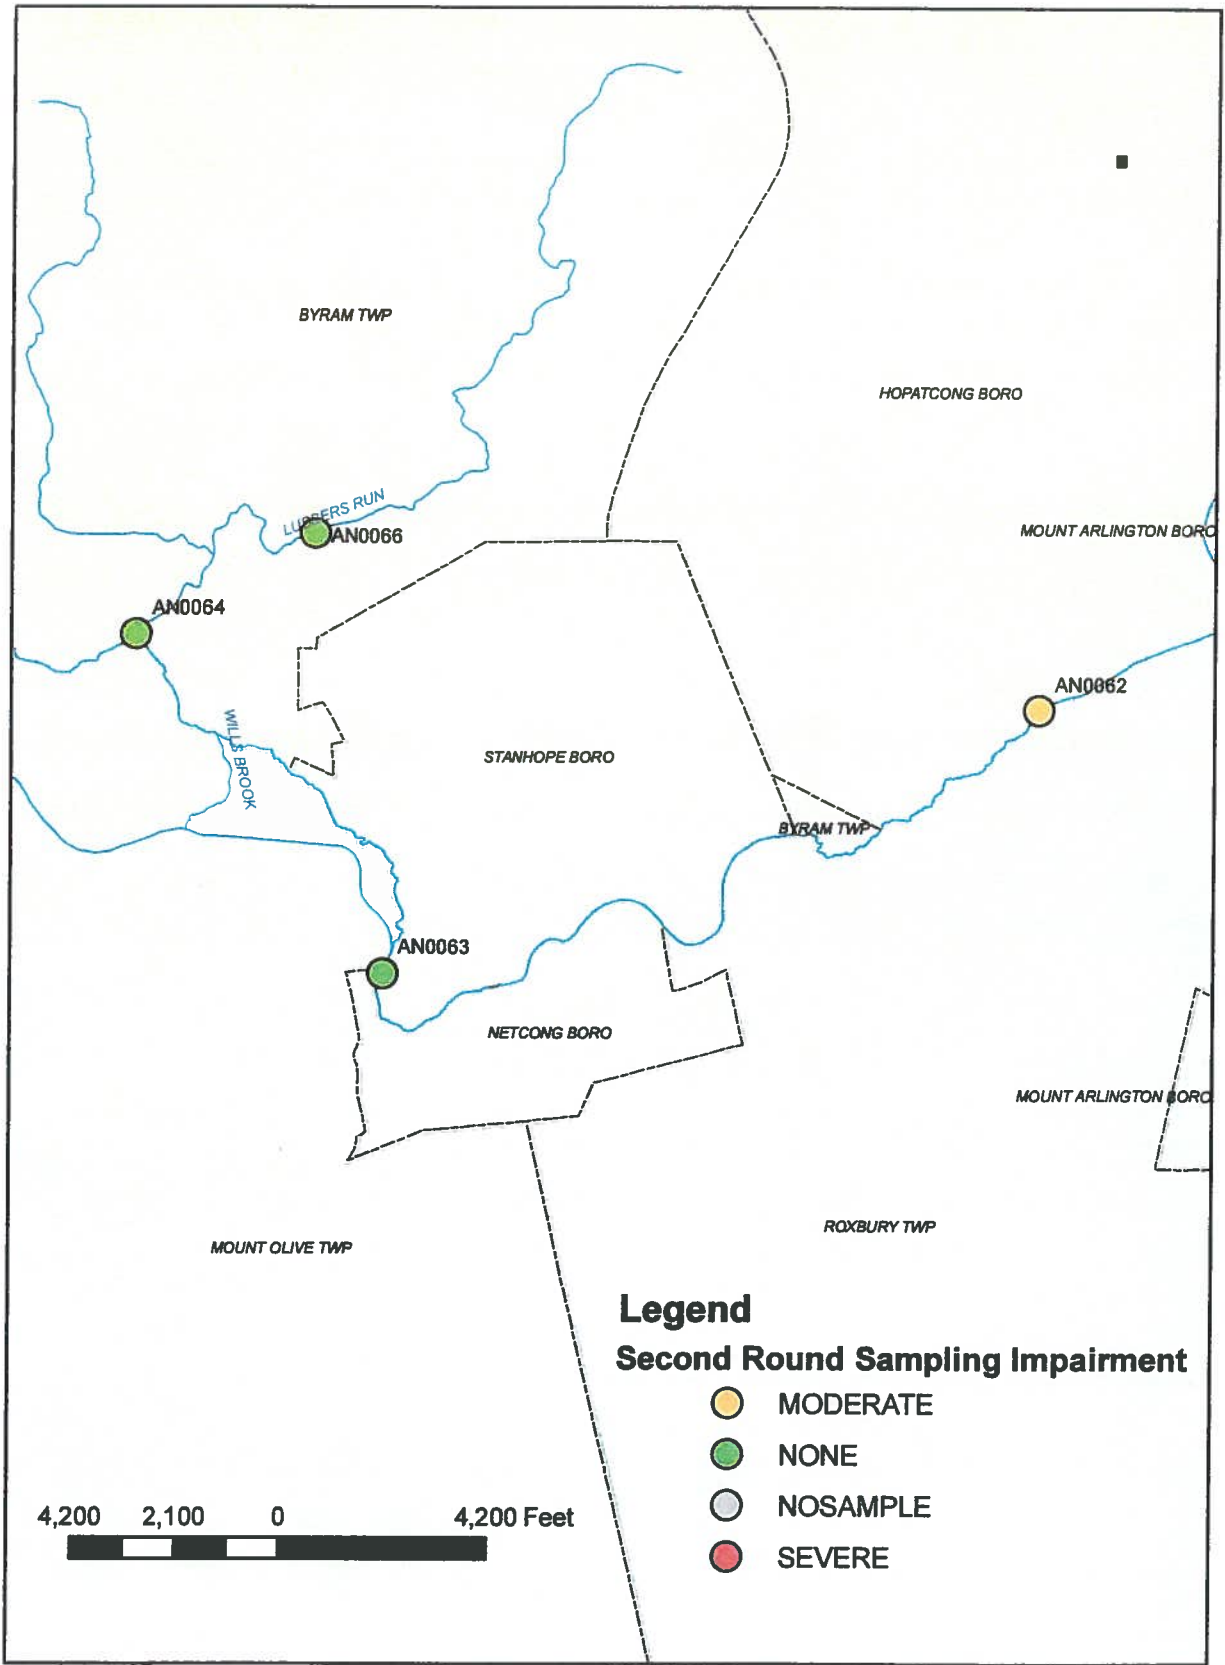 BYRAM TWP
HOPATCONG BORO
LUBBERS RUN
AN0066
MOUNT ARLINGTON BORO
AN0064
AN0062
WILLS BROOK
STANHOPE BORO
BYRAM TWP
AN0063
NETCONG BORO
MOUNT ARLINGTON BORO
ROXBURY TWP
MOUNT OLIVE TWP
Legend
Second Round Sampling Impairment
MODERATE
NONE
NOSAMPLE
SEVERE
4,200 2,100 0 4,200 Feet